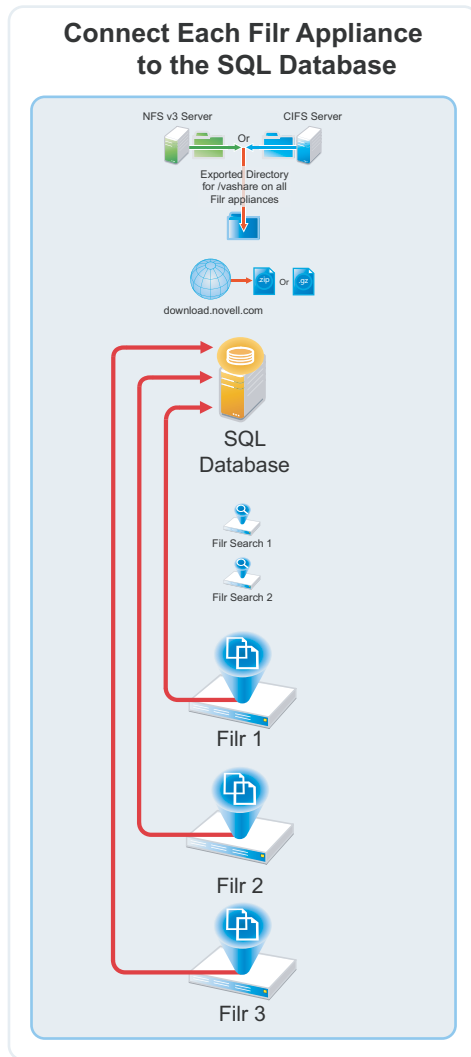 Connect Each Filr Appliance
to the SQL Database
NFS v3 Server
CIFS Server
Or
Exported Directory
for /vashare on all
Filr appliances
.zip
Or
.gz
download.novell.com
SQL
Database
Filr Search 1
Filr Search 2
Filr 1
Filr 2
Filr 3